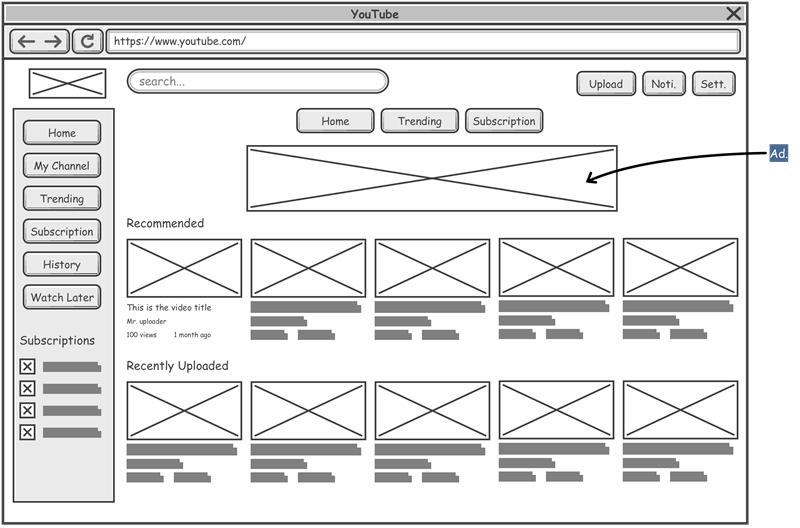 YouTube
https://www.youtube.com/
search...
Upload
Noti.
Sett.
Home
My Channel
Trending
Subscription
History
Watch Later
Subscriptions
Home
Trending
Subscription
Ad.
Recommended
This is the video title
Mr. uploader
100 views 1 month ago
Recently Uploaded